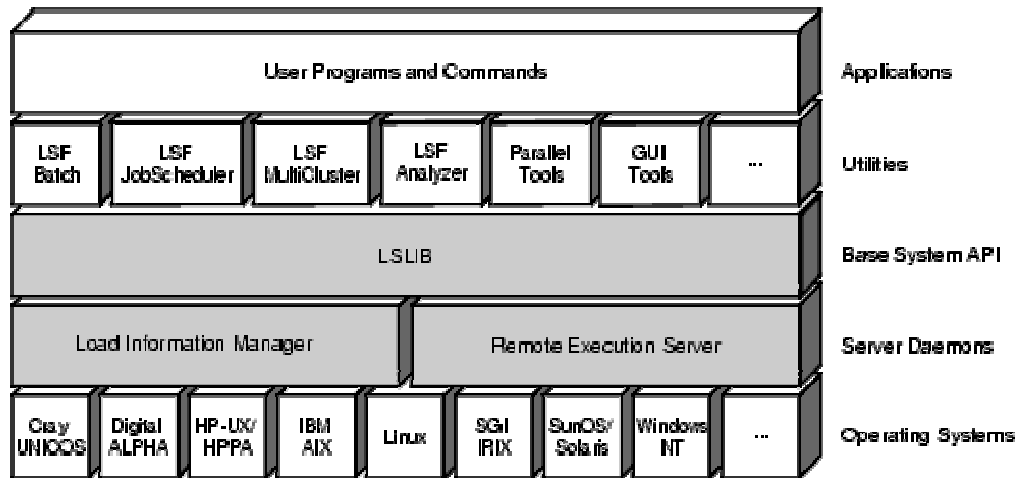 User Programs and Commands
Applications
LSF
Batch
LSF
JobScheduler
LSF
MultiCluster
LSF
Analyzer
Parallel
Tools
GUI
Tools
...
Utilities
LSLIB
Base System API
Load Information Manager
Remote Execution Server
Server Daemons
Cray
UNICOS
Digital
ALPHA
HP-UX/
HPPA
IBM
AIX
Linux
SGI
IRIX
SunOS/
Solaris
Windows
NT
...
Operating Systems